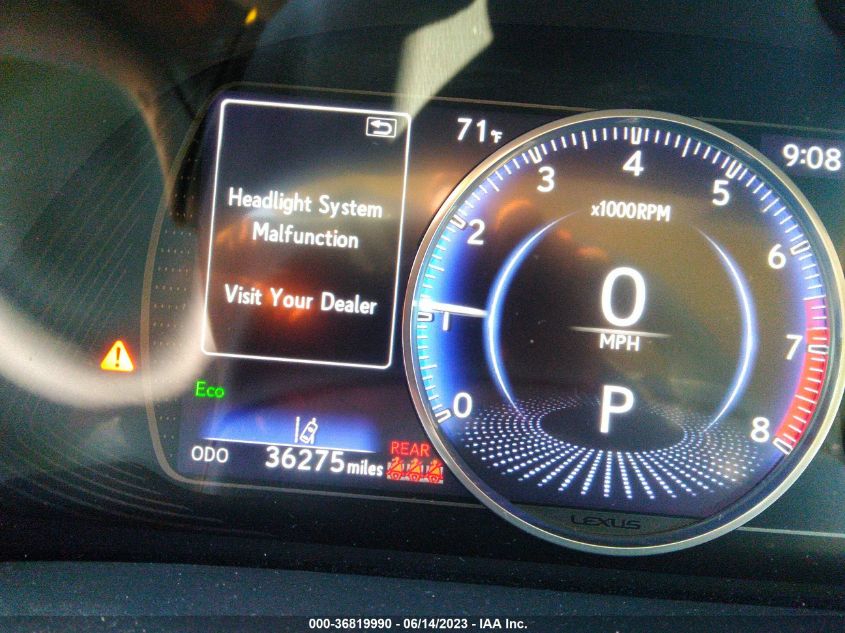 71°F
9:08
Headlight System
Malfunction
Visit Your Dealer
0
1
2
3
4
5
6
7
8
x1000RPM
0
MPH
P
Eco
ODO 36275 miles
REAR
LEXUS
000-36819990 - 06/14/2023 - IAA Inc.